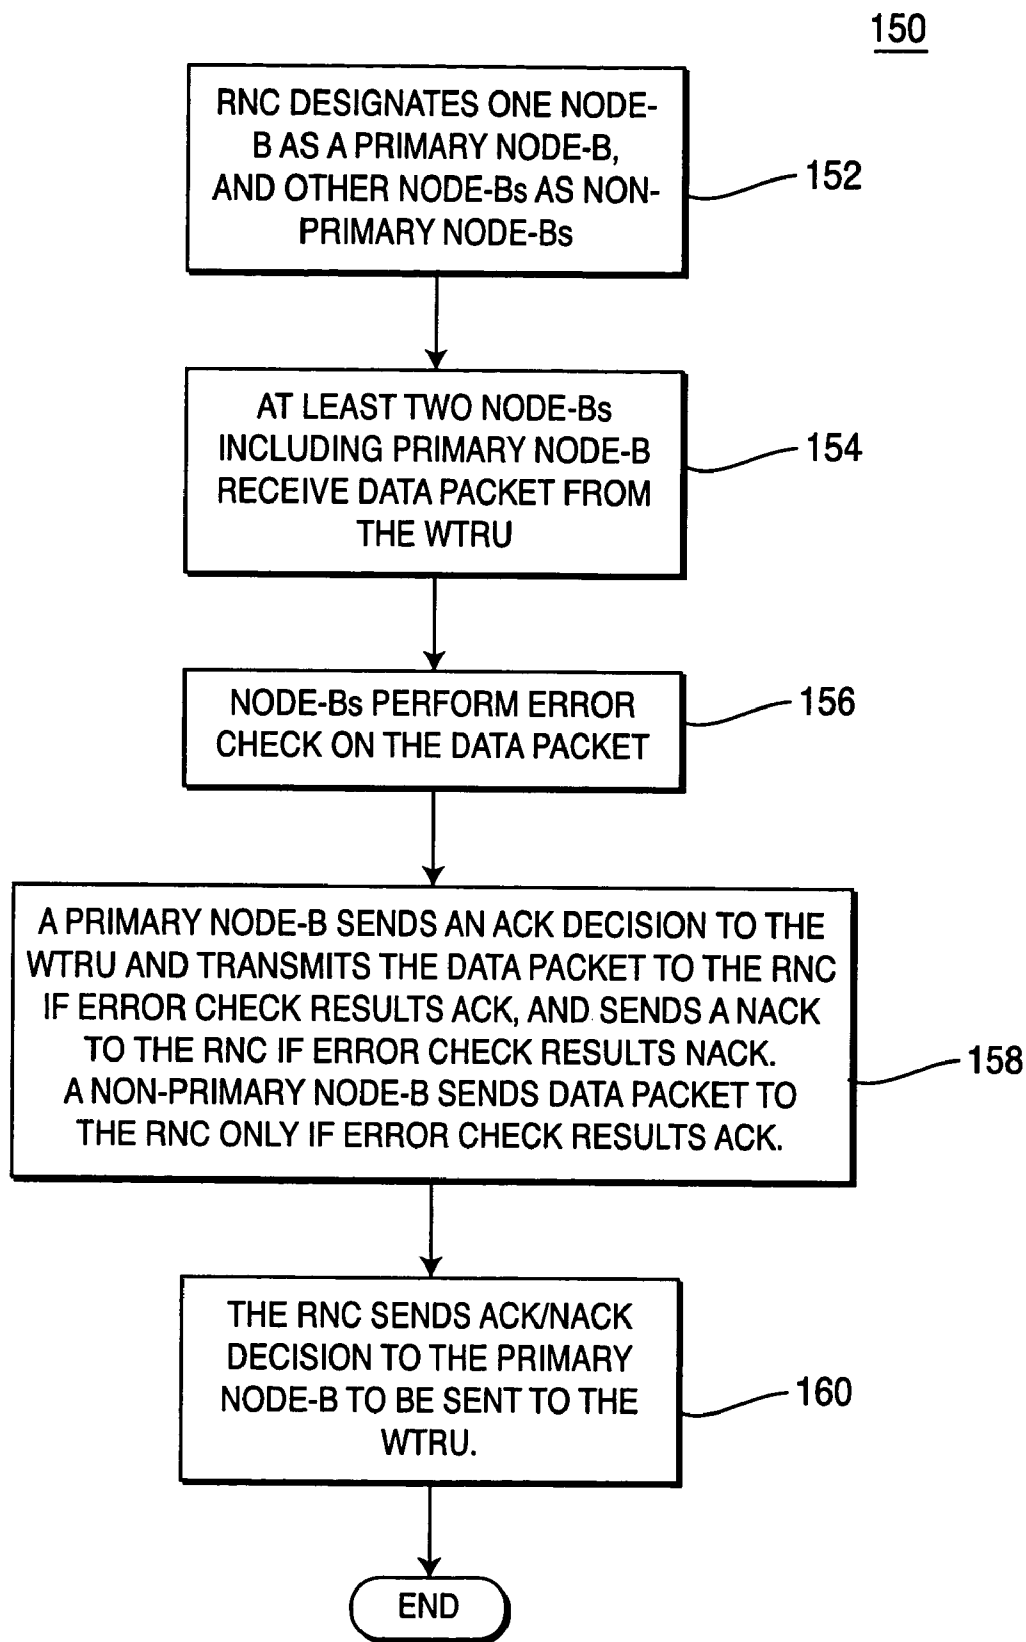 150
RNC DESIGNATES ONE NODE-
B AS A PRIMARY NODE-B,
AND OTHER NODE-Bs AS NON-
PRIMARY NODE-Bs
152
AT LEAST TWO NODE-Bs
INCLUDING PRIMARY NODE-B
RECEIVE DATA PACKET FROM
THE WTRU
154
NODE-Bs PERFORM ERROR
CHECK ON THE DATA PACKET
156
A PRIMARY NODE-B SENDS AN ACK DECISION TO THE
WTRU AND TRANSMITS THE DATA PACKET TO THE RNC
IF ERROR CHECK RESULTS ACK, AND SENDS A NACK
TO THE RNC IF ERROR CHECK RESULTS NACK.
A NON-PRIMARY NODE-B SENDS DATA PACKET TO
THE RNC ONLY IF ERROR CHECK RESULTS ACK.
158
THE RNC SENDS ACK/NACK
DECISION TO THE PRIMARY
NODE-B TO BE SENT TO THE
WTRU.
160
END